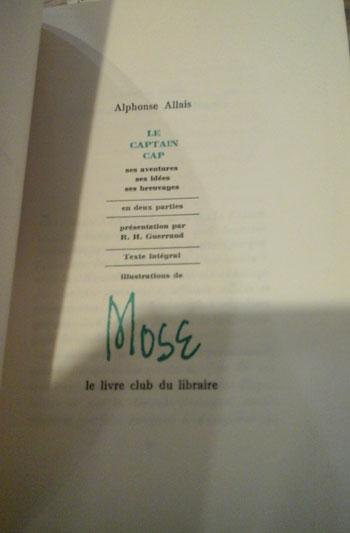 Alphonse Allais
LE
CAPTAIN
CAP
ses aventures
ses idées
ses breuvages
en deux parties
présentation par
R. H. Guerrand
Texte intégral
illustrations de
MOSE
le livre club du libraire